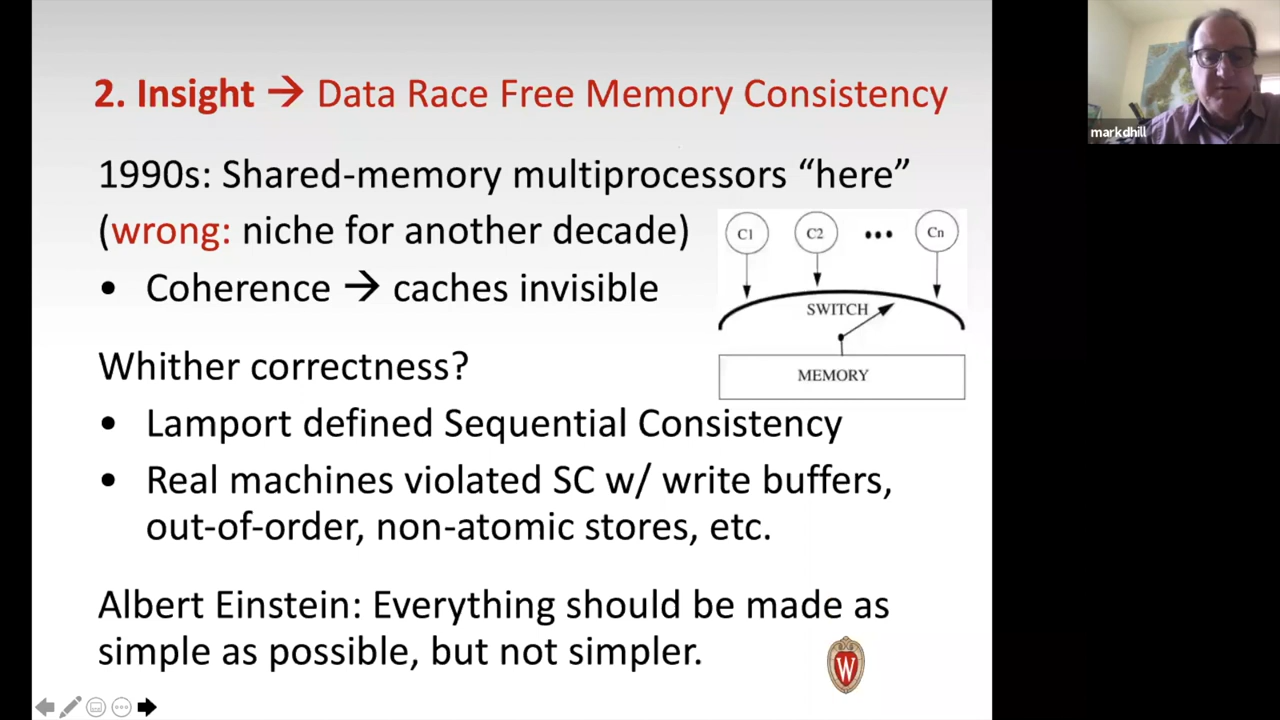 2. Insight → Data Race Free Memory Consistency
markdhill
1990s: Shared-memory multiprocessors “here”
(wrong: niche for another decade)
C1 C2 ••• Cn
• Coherence → caches invisible
SWITCH
Whither correctness?
MEMORY
• Lamport defined Sequential Consistency
• Real machines violated SC w/ write buffers,
out-of-order, non-atomic stores, etc.
Albert Einstein: Everything should be made as
simple as possible, but not simpler.
W